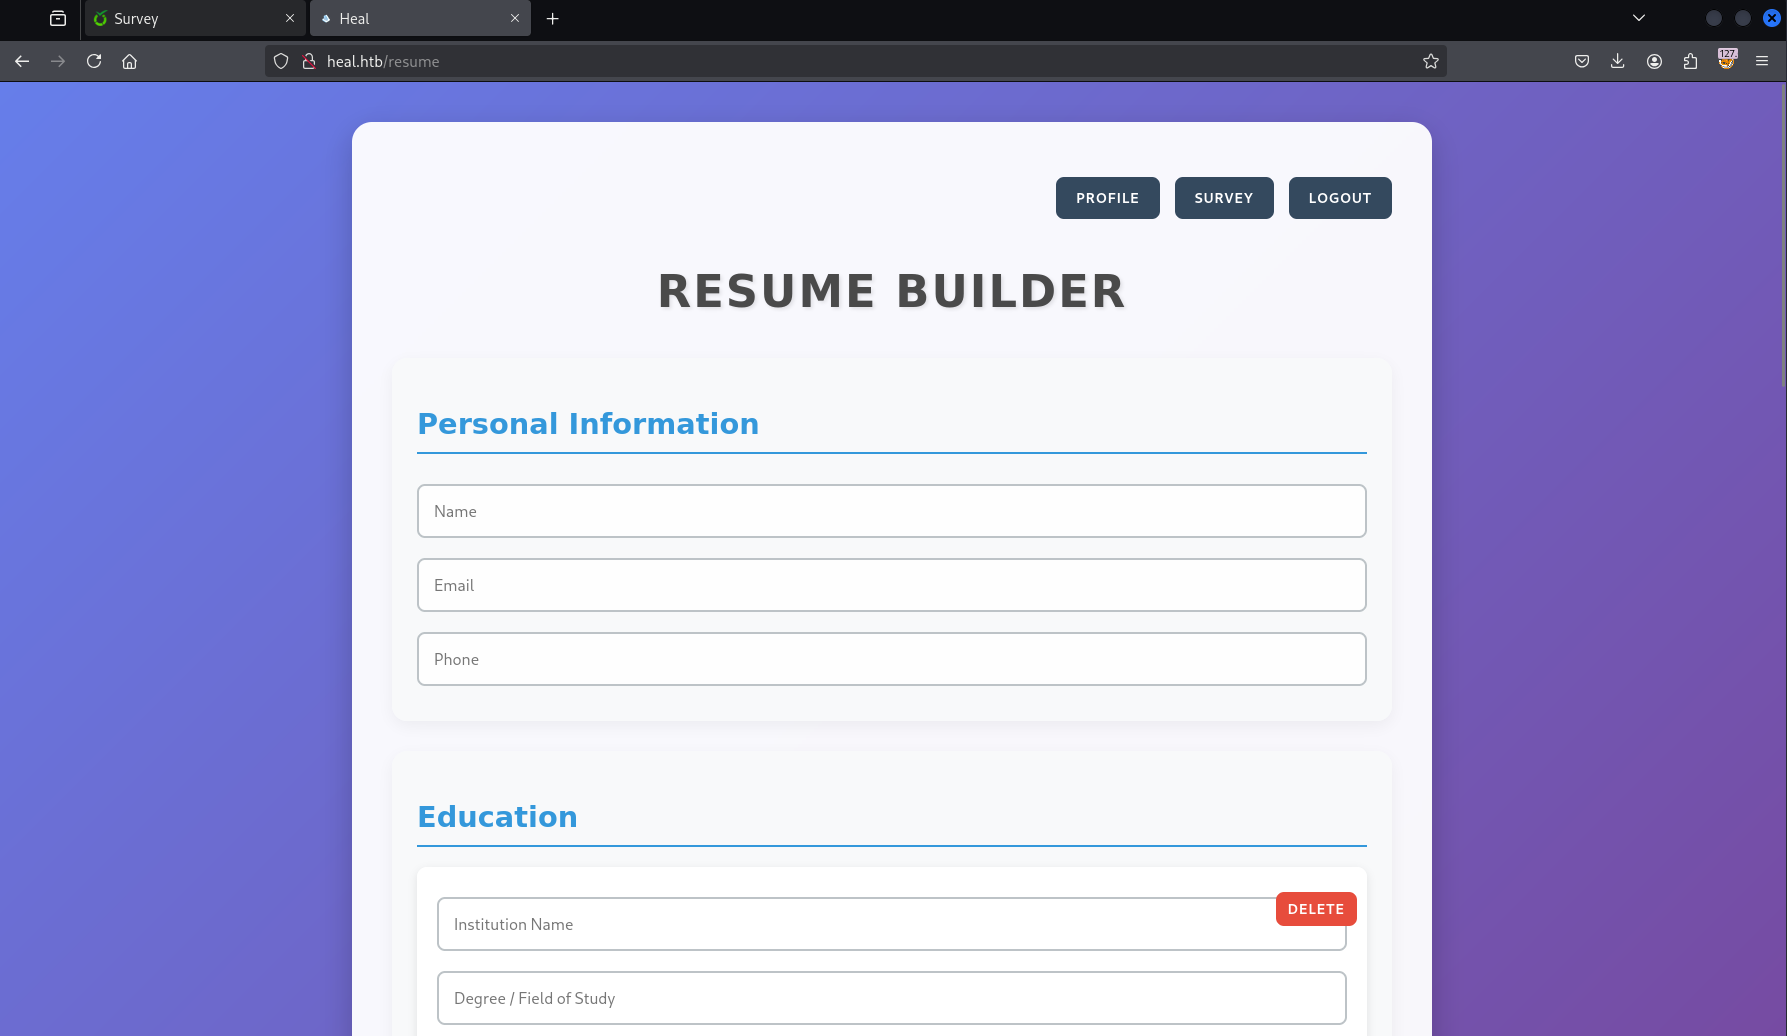 Survey
Heal
heal.htb/resume
127.
PROFILE SURVEY LOGOUT
RESUME BUILDER
Personal Information
Name
Email
Phone
Education
DELETE
Institution Name
Degree / Field of Study